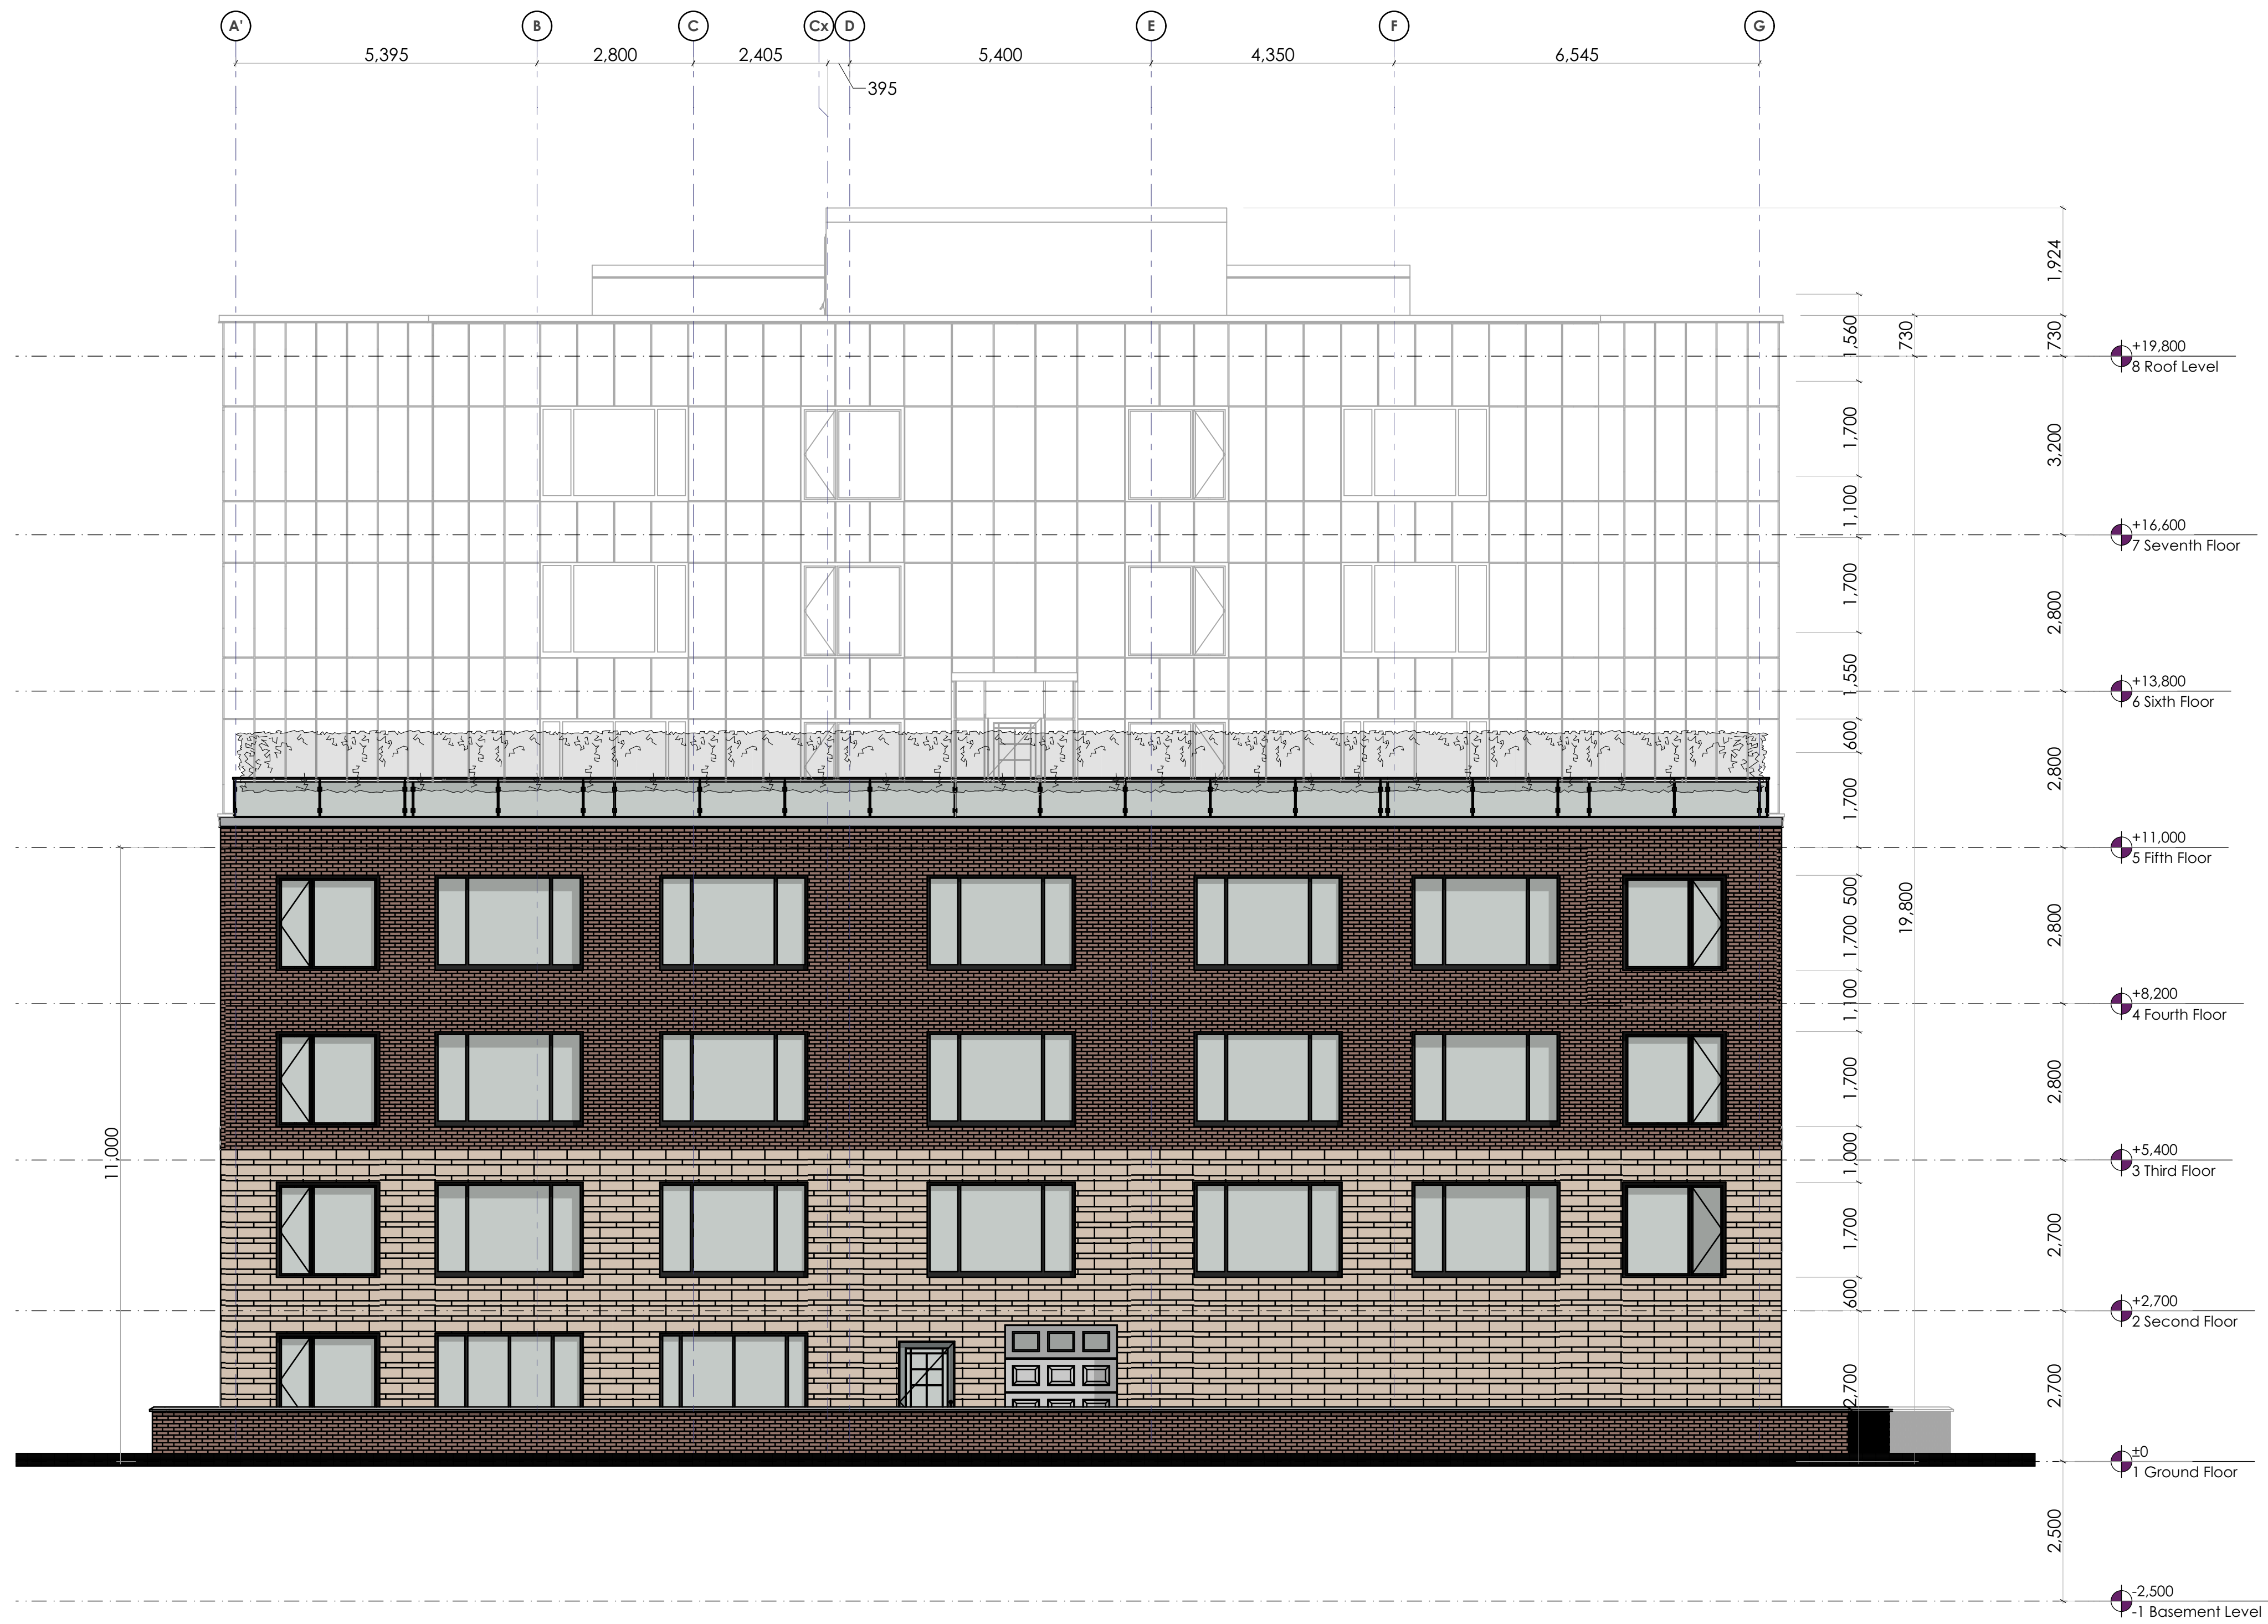 A' B C Cx D E F G
5,395 2,800 2,405 5,400 4,350 6,545
395
1,924
1,560 730 730
+19,800
8 Roof Level
1,700 3,200
1,100
+16,600
7 Seventh Floor
1,700 2,800
1,550
+13,800
6 Sixth Floor
600
1,700 2,800
+11,000
5 Fifth Floor
500
1,700 19,800 2,800
1,100
+8,200
4 Fourth Floor
1,700 2,800
11,000 1,000
+5,400
3 Third Floor
1,700 2,700
600
+2,700
2 Second Floor
2,700 2,700
±0
1 Ground Floor
2,500
-2,500
-1 Basement Level